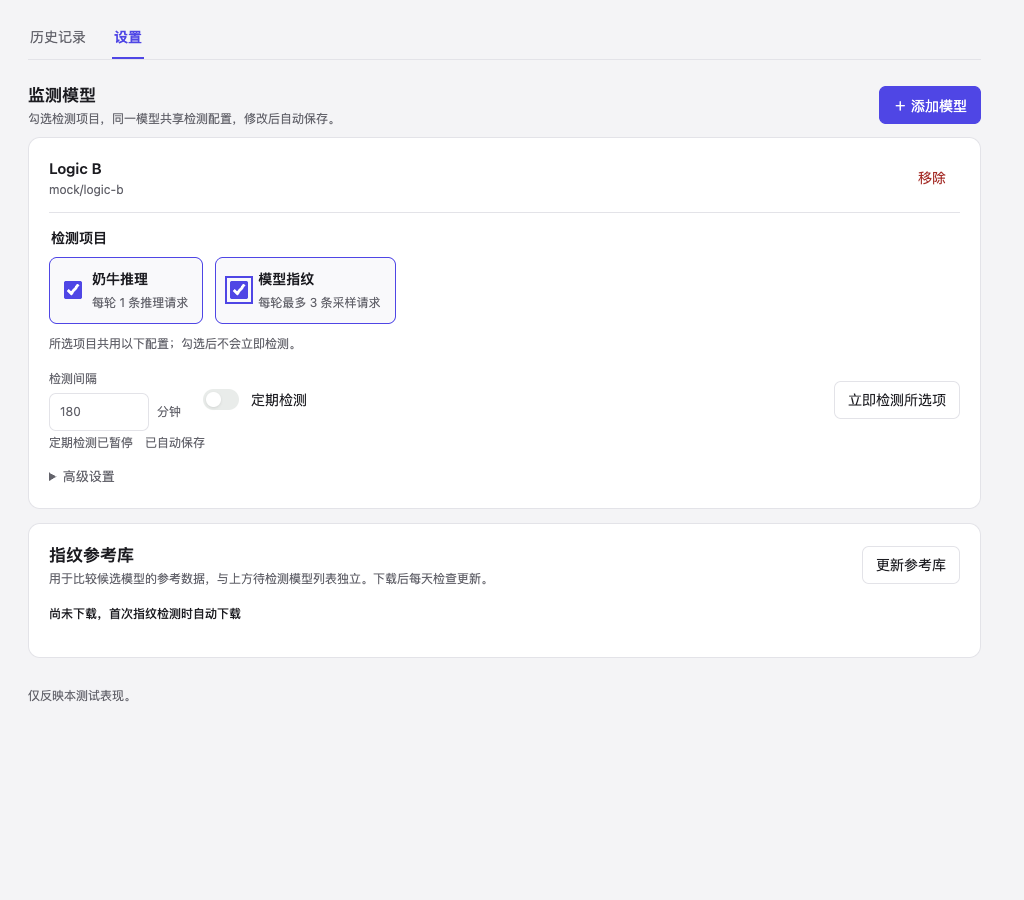 历史记录 设置
监测模型
勾选检测项目，同一模型共享检测配置，修改后自动保存。
+ 添加模型
Logic B
mock/logic-b
移除
检测项目
奶牛推理
每轮 1 条推理请求
模型指纹
每轮最多 3 条采样请求
所选项目共用以下配置；勾选后不会立即检测。
检测间隔
180 分钟
定期检测
立即检测所选项
定期检测已暂停 已自动保存
高级设置
指纹参考库
用于比较候选模型的参考数据，与上方待检测模型列表独立。下载后每天检查更新。
更新参考库
尚未下载，首次指纹检测时自动下载
仅反映本测试表现。